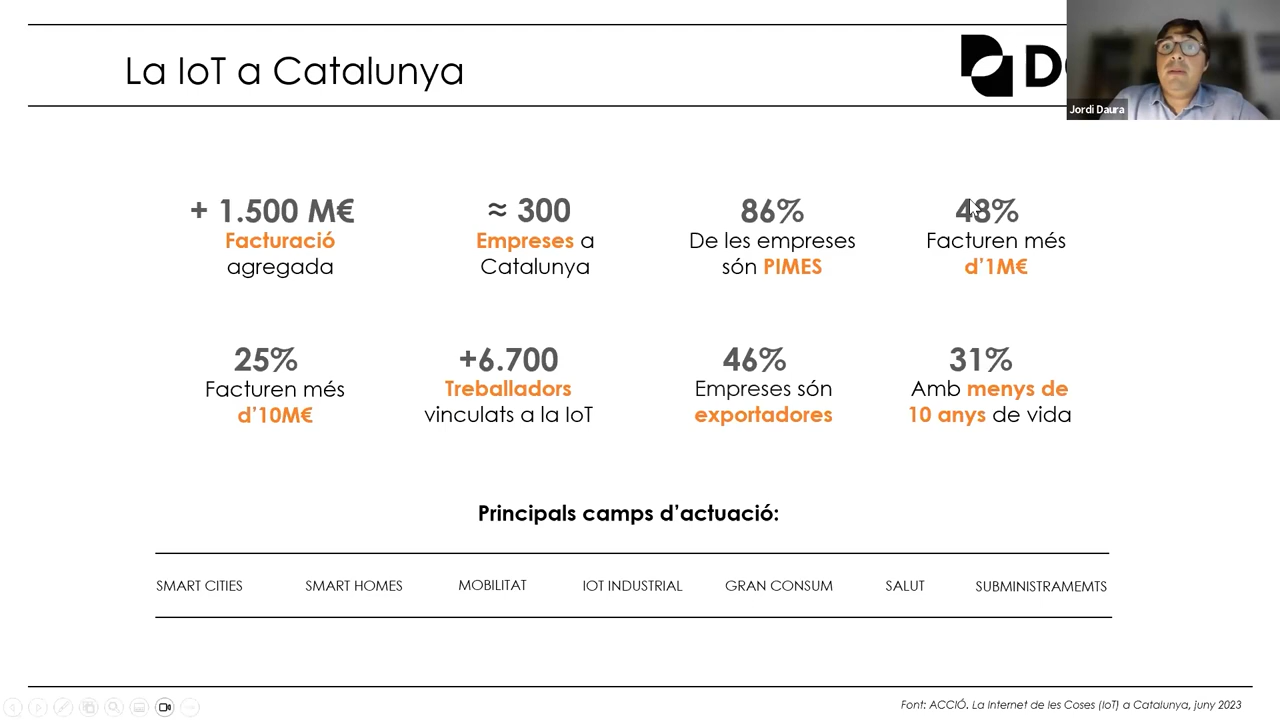 La IoT a Catalunya
Jordi Daura
+ 1.500 M€
Facturació
agregada
≈ 300
Empreses a
Catalunya
86%
De les empreses
són PIMES
48%
Facturen més
d'1M€
25%
Facturen més
d'10M€
+6.700
Treballadors
vinculats a la IoT
46%
Empreses són
exportadores
31%
Amb menys de
10 anys de vida
Principals camps d'actuació:
SMART CITIES SMART HOMES MOBILITAT IOT INDUSTRIAL GRAN CONSUM SALUT SUBMINISTRAMEMTS
Font: ACCIÓ. La Internet de les Coses (IoT) a Catalunya, juny 2023